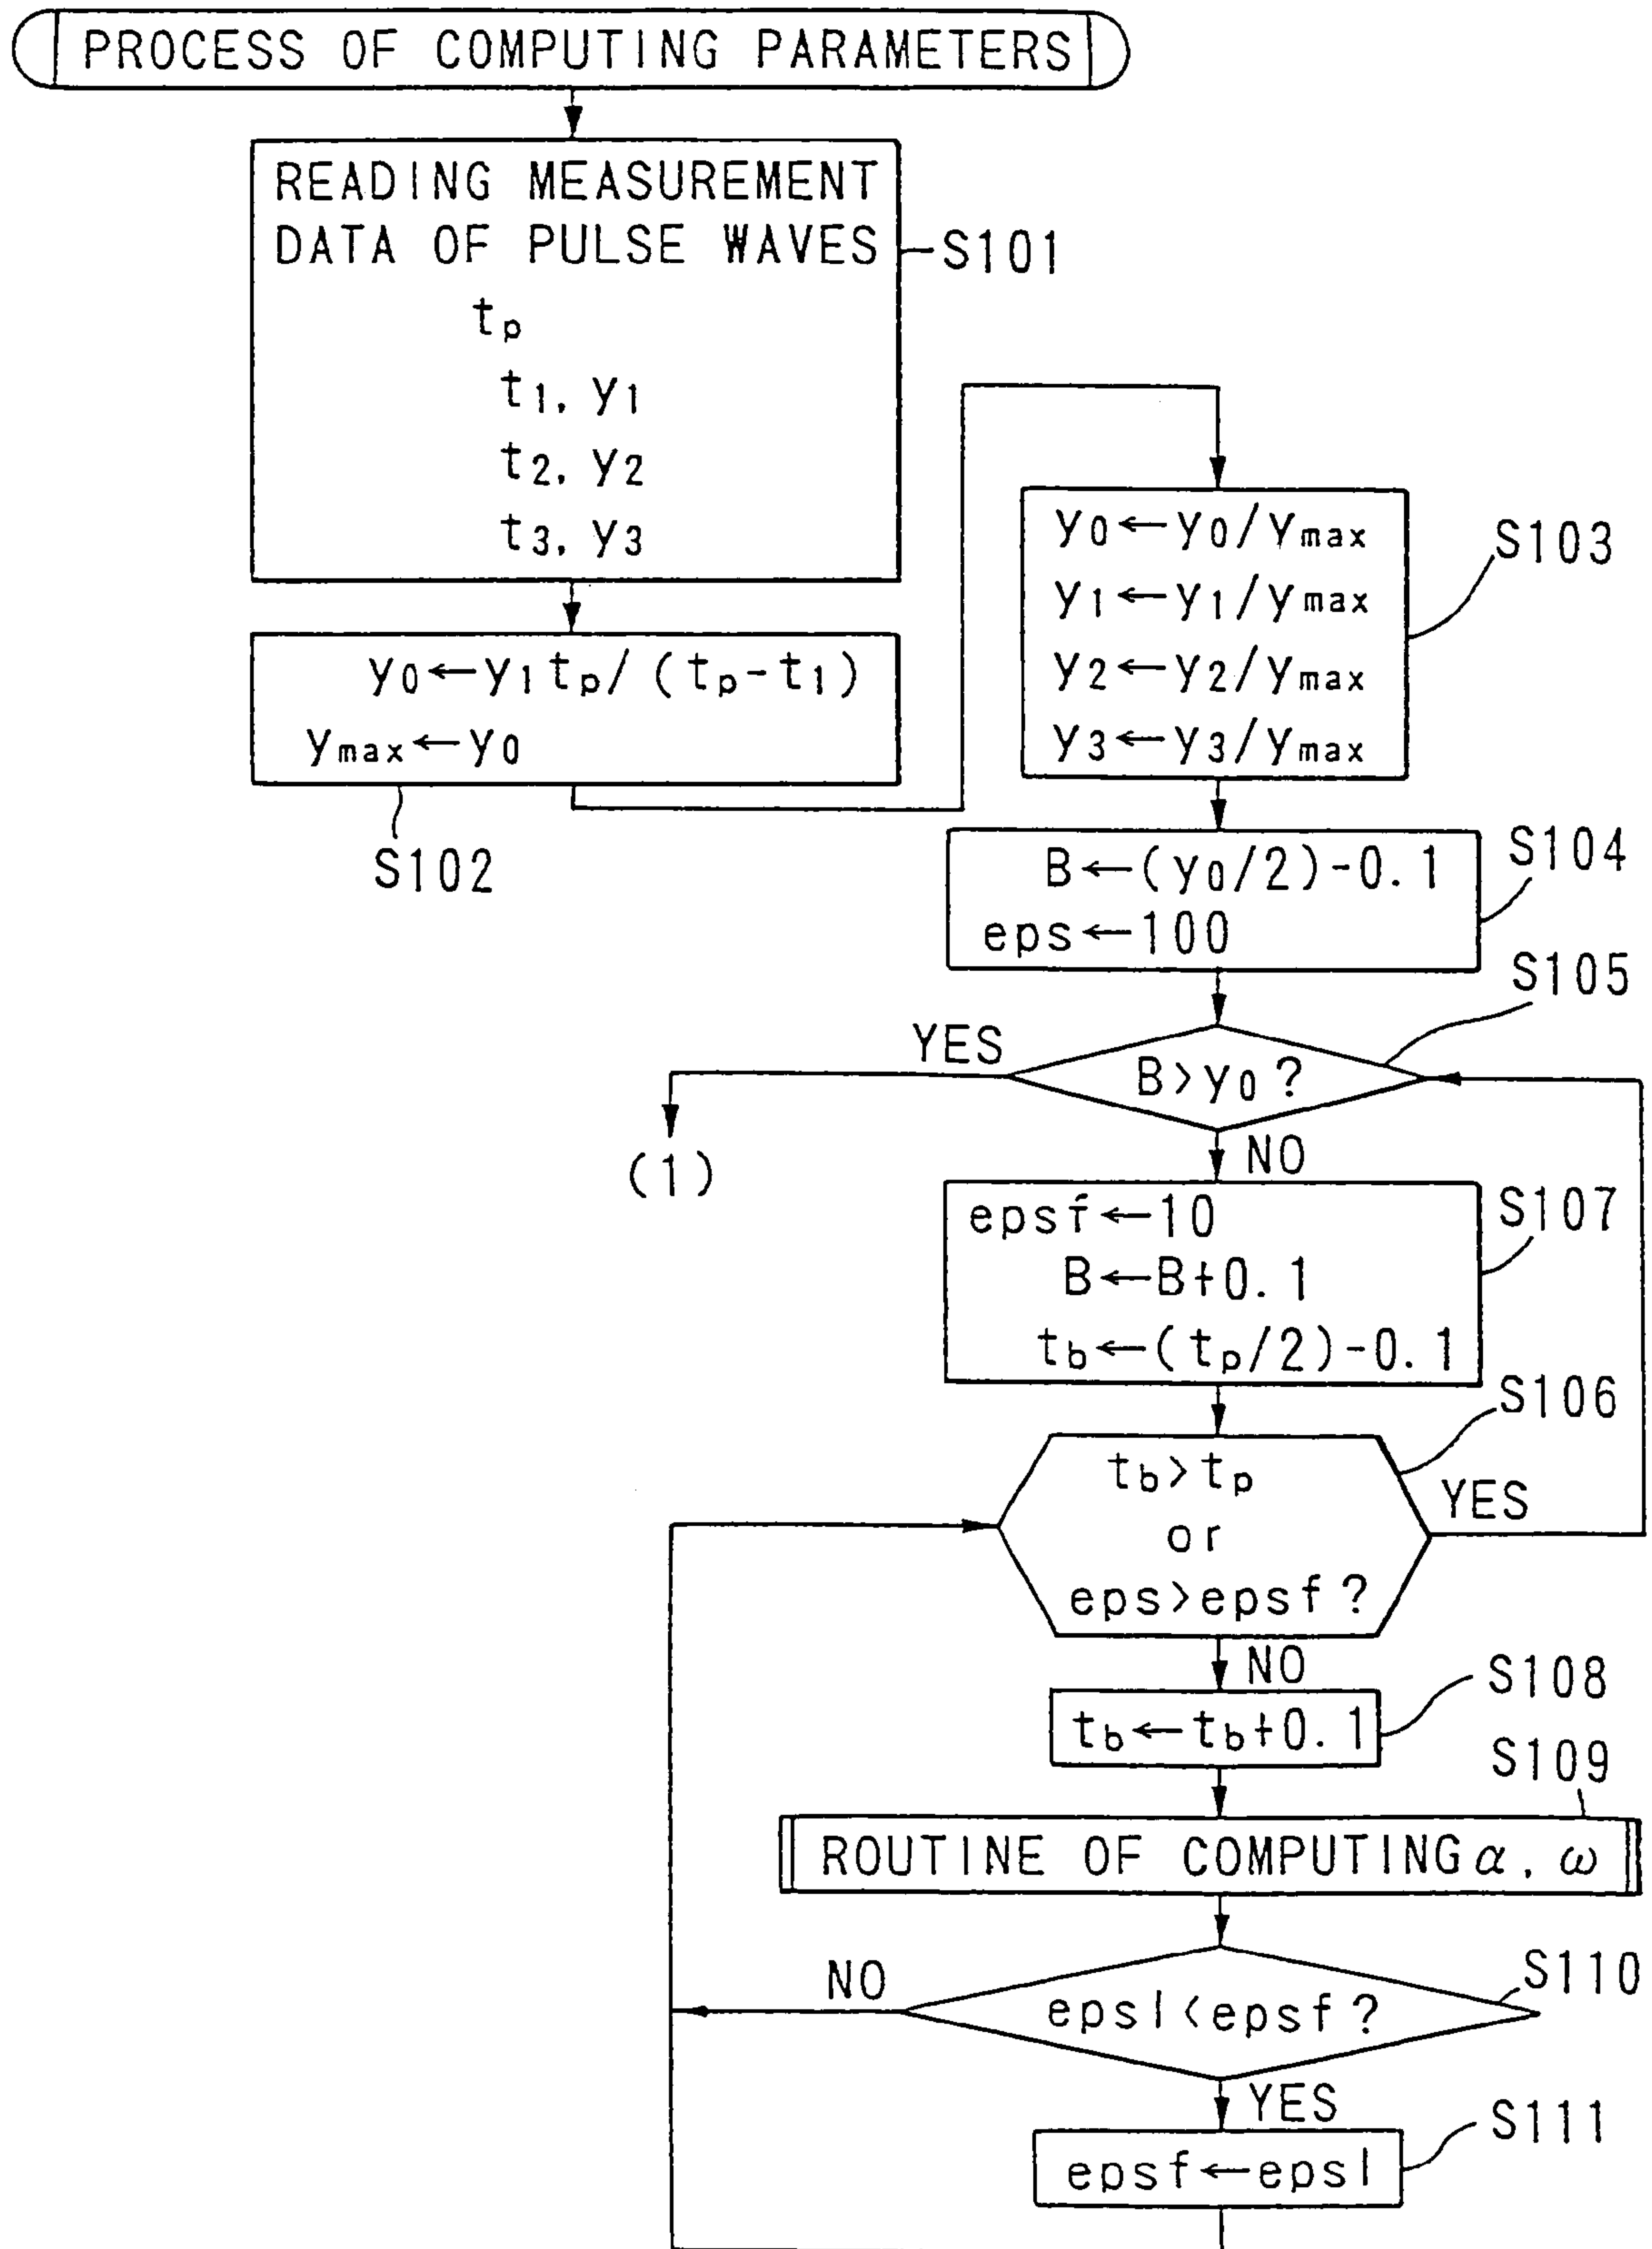 PROCESS OF COMPUTING PARAMETERS
READING MEASUREMENT
DATA OF PULSE WAVES
tp
t1, y1
t2, y2
t3, y3
S101
y0←y1tp/(tp-t1)
ymax←y0
S102
y0←y0/ymax
y1←y1/ymax
y2←y2/ymax
y3←y3/ymax
S103
B←(y0/2)-0.1
eps←100
S104
S105
YES
B>y0?
(1)
NO
epsf←10
B←B+0.1
tb←(tp/2)-0.1
S107
S106
tb>tp
or
eps>epsf?
YES
NO
S108
tb←tb+0.1
S109
ROUTINE OF COMPUTING α, ω
S110
NO
epsl<epsf?
YES
S111
epsf←epsl